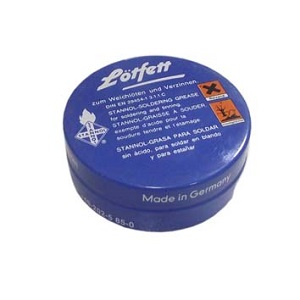 Lötfett
zum Weichlöten und Verzinnen
DIN EN 29454-1 3.1.1.C
STANNOL-SOLDERING GREASE
for soldering and tinning.
STANNOL-GRAISSE À SOUDER,
exempte d'acide pour la
soudure tendre et l'étamage
STANNOL-GRASA PARA SOLDAR
sin ácido, para soldar en blando
y para estañar
STANNOL
Made in Germany